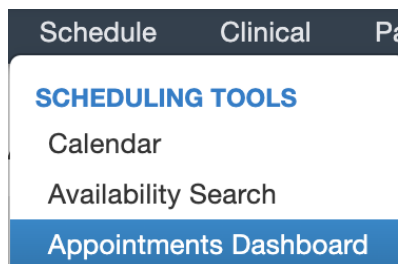 Schedule Clinical
SCHEDULING TOOLS
Calendar
Availability Search
Appointments Dashboard